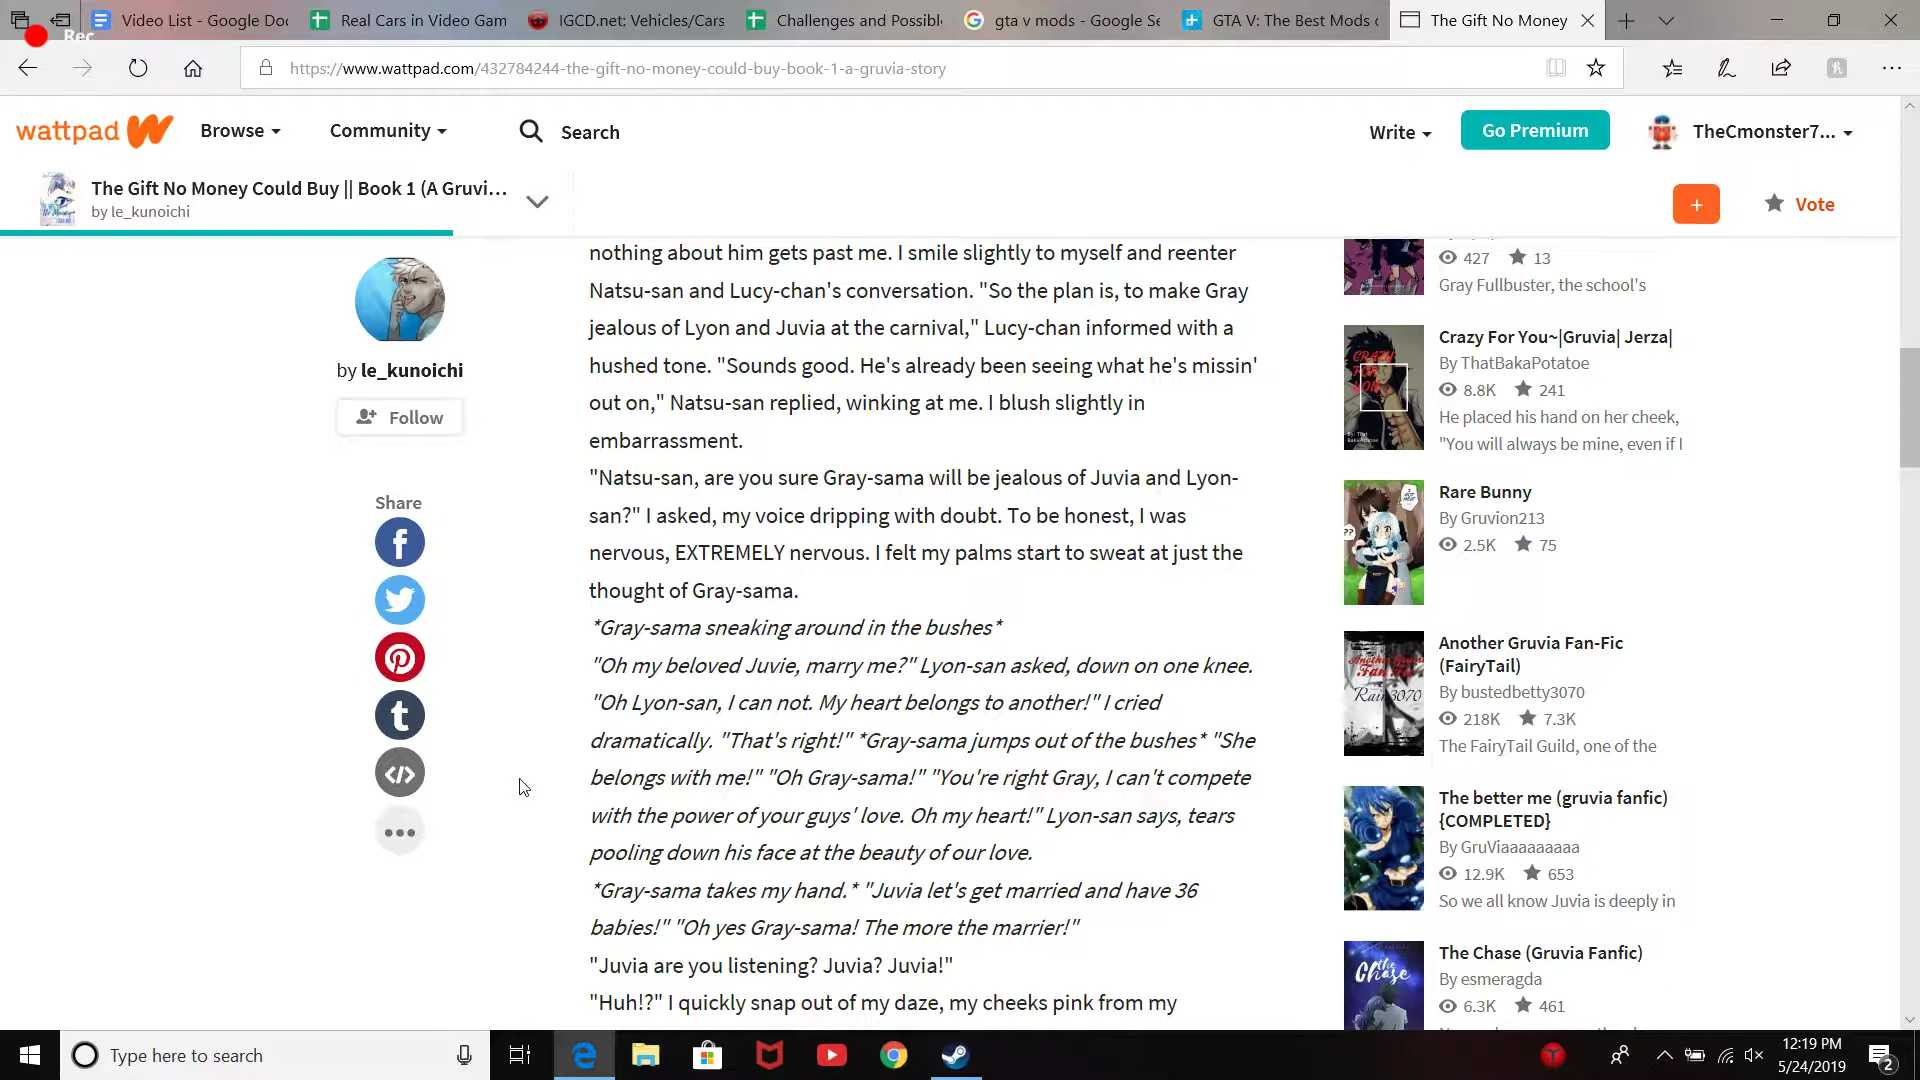 Video List - Google Doc
Real Cars in Video Gam
IGCD.net: Vehicles/Cars
Challenges and Possibl
gta v mods - Google Se
GTA V: The Best Mods
The Gift No Money
Rec
https://www.wattpad.com/432784244-the-gift-no-money-could-buy-book-1-a-gruvia-story
wattpad
Browse
Community
Search
Write
Go Premium
TheCmonster7...
The Gift No Money Could Buy || Book 1 (A Gruvi...
by le_kunoichi
+
Vote
by le_kunoichi
Follow
Share
nothing about him gets past me. I smile slightly to myself and reenter
Natsu-san and Lucy-chan's conversation. "So the plan is, to make Gray
jealous of Lyon and Juvia at the carnival," Lucy-chan informed with a
hushed tone. "Sounds good. He's already been seeing what he's missin'
out on," Natsu-san replied, winking at me. I blush slightly in
embarrassment.
"Natsu-san, are you sure Gray-sama will be jealous of Juvia and Lyon-
san?" I asked, my voice dripping with doubt. To be honest, I was
nervous, EXTREMELY nervous. I felt my palms start to sweat at just the
thought of Gray-sama.
*Gray-sama sneaking around in the bushes*
"Oh my beloved Juvie, marry me?" Lyon-san asked, down on one knee.
"Oh Lyon-san, I can not. My heart belongs to another!" I cried
dramatically. "That's right!" *Gray-sama jumps out of the bushes* "She
belongs with me!" "Oh Gray-sama!" "You're right Gray, I can't compete
with the power of your guys' love. Oh my heart!" Lyon-san says, tears
pooling down his face at the beauty of our love.
*Gray-sama takes my hand.* "Juvia let's get married and have 36
babies!" "Oh yes Gray-sama! The more the marrier!"
"Juvia are you listening? Juvia? Juvia!"
"Huh!?" I quickly snap out of my daze, my cheeks pink from my
427 13
Gray Fullbuster, the school's
Crazy For You~|Gruvia| Jerza|
By ThatBakaPotatoe
8.8K 241
He placed his hand on her cheek,
"You will always be mine, even if I
Rare Bunny
By Gruvion213
2.5K 75
Another Gruvia Fan-Fic
(FairyTail)
By bustedbetty3070
218K 7.3K
The FairyTail Guild, one of the
The better me (gruvia fanfic)
{COMPLETED}
By GruViaaaaaaaaa
12.9K 653
So we all know Juvia is deeply in
The Chase (Gruvia Fanfic)
By esmeragda
6.3K 461
CRAZY
FOR
Rain3070
the
Chase
Type here to search
12:19 PM
5/24/2019
2